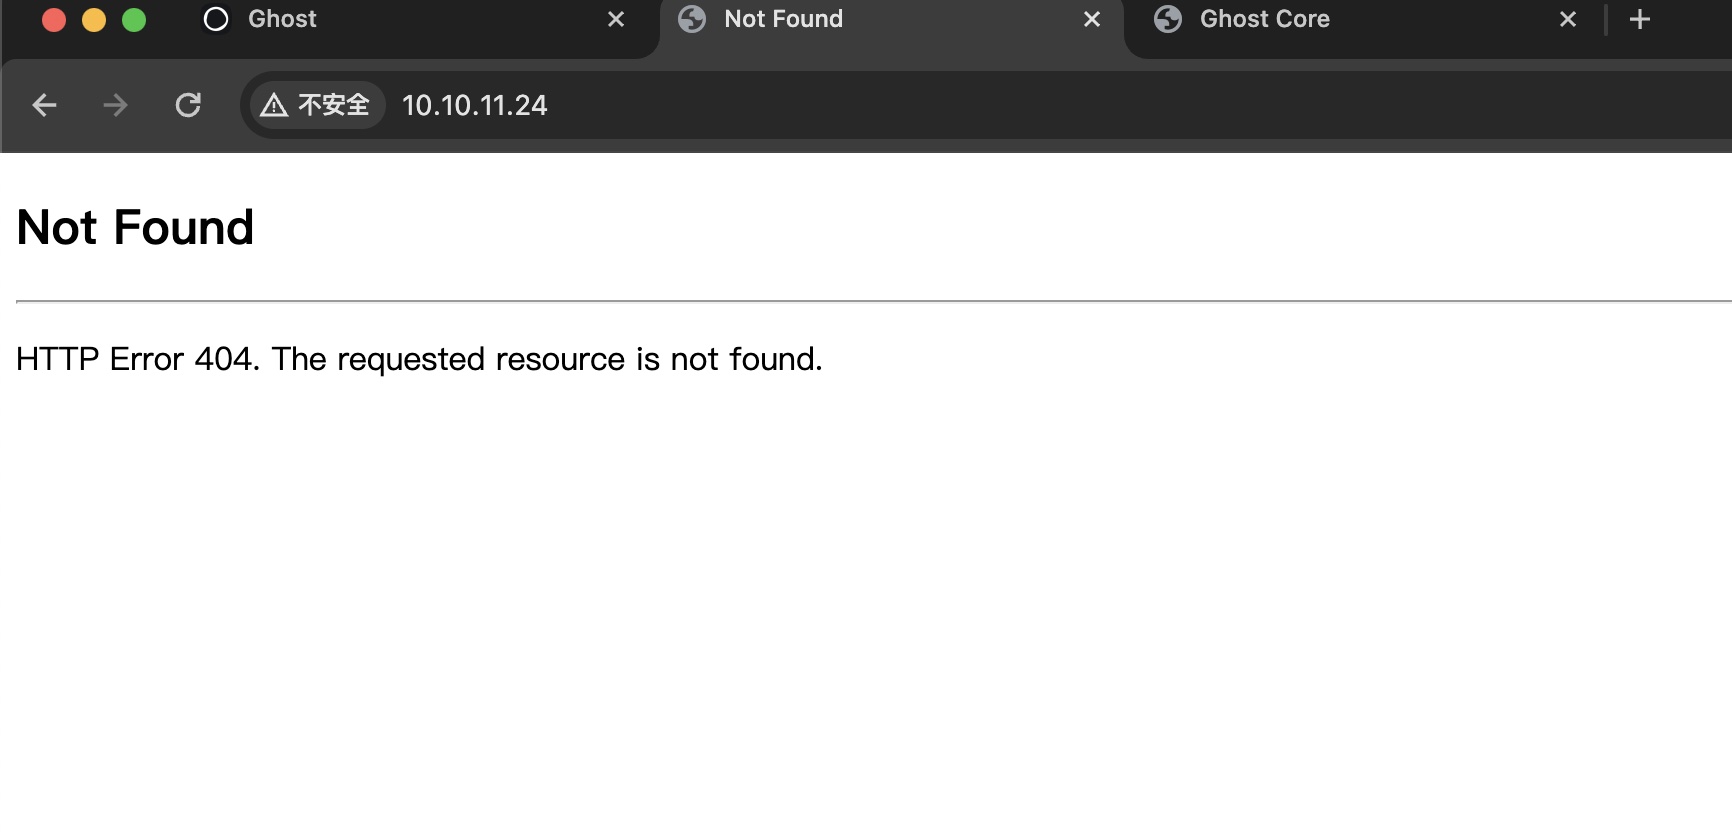 Ghost
Not Found
Ghost Core
不安全
10.10.11.24
Not Found
HTTP Error 404. The requested resource is not found.